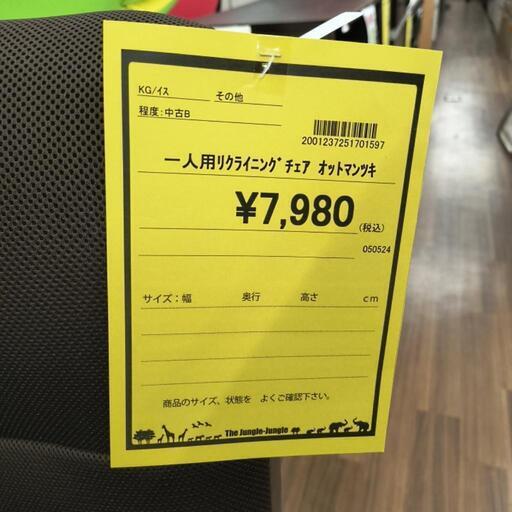 KG/イス　その他
程度:中古B
2001237251701597
一人用ﾘｸﾗｲﾆﾝｸﾞﾁｪｱ ｵｯﾄﾏﾝﾂｷ
¥7,980(税込)
050524
サイズ：幅　奥行　高さ　ｃｍ
商品のサイズ、状態を　よくご確認下さい。
The Jungle-Jungle